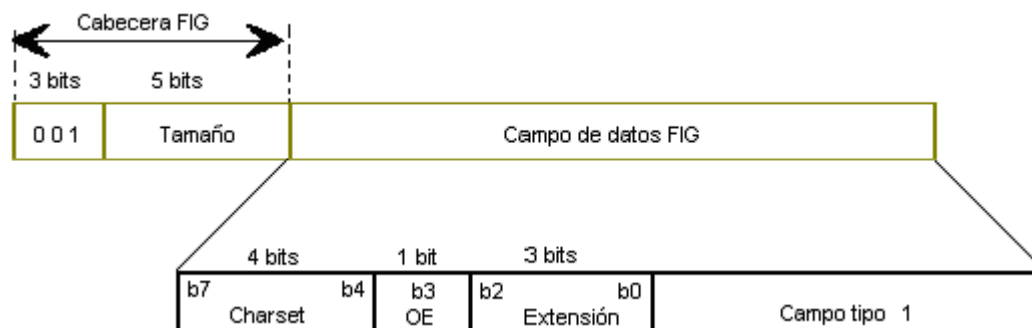 Cabecera FIG
3 bits 5 bits
0 0 1 Tamaño Campo de datos FIG
4 bits 1 bit 3 bits
b7 b4 b3 b2 b0
Charset OE Extensión Campo tipo 1